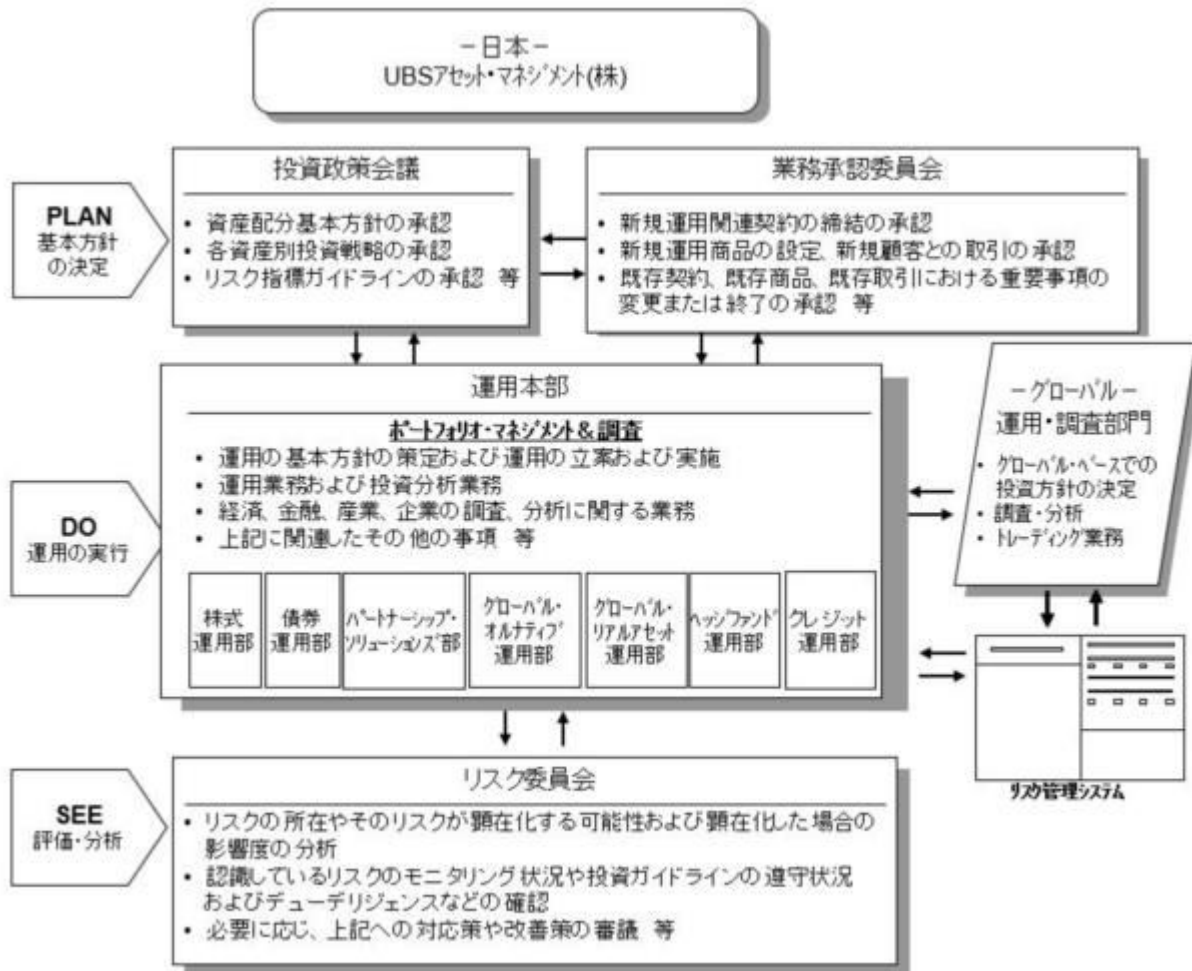 －日本－
UBSアセット・マネジメント(株)
PLAN
基本方針
の決定
投資政策会議
・ 資産配分基本方針の承認
・ 各資産別投資戦略の承認
・ リスク指標ガイドラインの承認 等
業務承認委員会
・ 新規運用関連契約の締結の承認
・ 新規運用商品の設定、新規顧客との取引の承認
・ 既存契約、既存商品、既存取引における重要事項の
変更または終了の承認 等
DO
運用の実行
運用本部
ポートフォリオ・マネジメント＆調査
・ 運用の基本方針の策定および運用の立案および実施
・ 運用業務および投資分析業務
・ 経済、金融、産業、企業の調査、分析に関する業務
・ 上記に関連したその他の事項 等
株式
運用部
債券
運用部
パートナーシップ・
ソリューションズ部
グローバル・
オルナティブ
運用部
グローバル・
リアルアセット
運用部
ヘッジファンド
運用部
クレジット
運用部
－グローバル－
運用・調査部門
・ グローバル・ベースでの
投資方針の決定
・ 調査・分析
・ トレーディング業務
リスク管理システム
SEE
評価・分析
リスク委員会
・ リスクの所在やそのリスクが顕在化する可能性および顕在化した場合の
影響度の分析
・ 認識しているリスクのモニタリング状況や投資ガイドラインの遵守状況
およびデューデリジェンスなどの確認
・ 必要に応じ、上記への対応策や改善策の審議 等